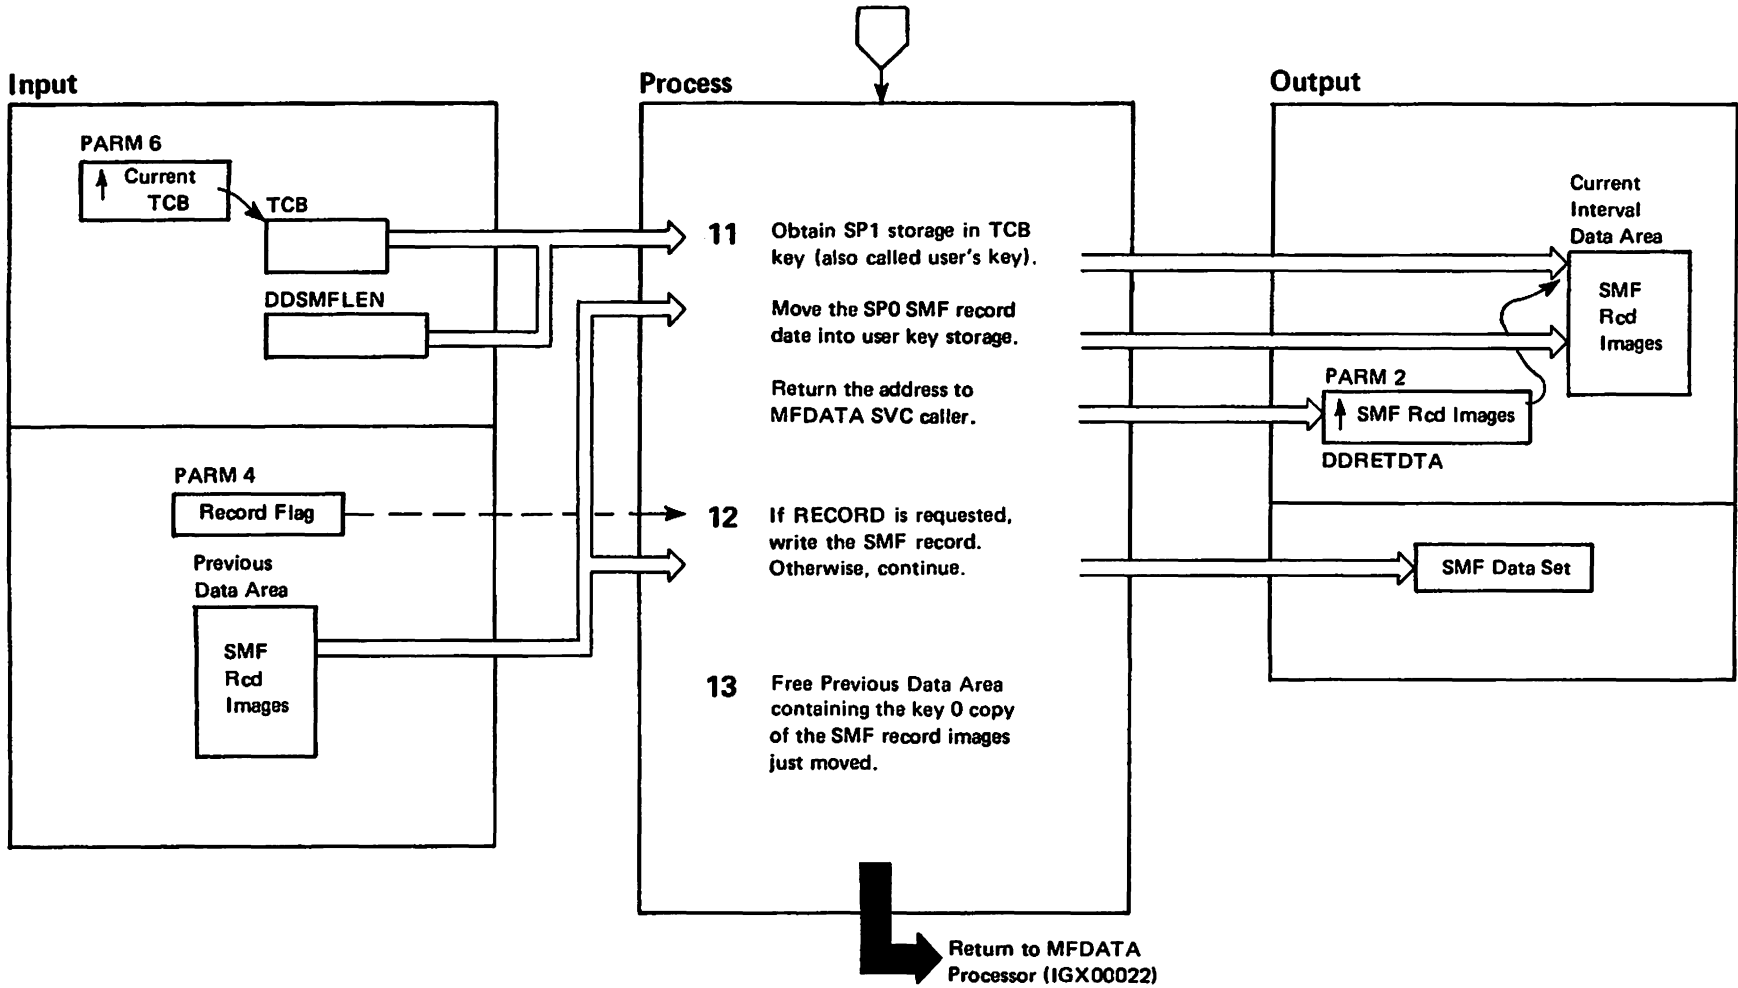 Input
PARM 6
Current
TCB
TCB
DDSMFLEN
PARM 4
Record Flag
Previous
Data Area
SMF
Rcd
Images
Process
11 Obtain SP1 storage in TCB
key (also called user's key).
Move the SP0 SMF record
date into user key storage.
Return the address to
MFDATA SVC caller.
12 If RECORD is requested,
write the SMF record.
Otherwise, continue.
13 Free Previous Data Area
containing the key 0 copy
of the SMF record images
just moved.
Return to MFDATA
Processor (IGX00022)
Output
Current
Interval
Data Area
SMF
Rcd
Images
PARM 2
SMF Rcd Images
DDRETDTA
SMF Data Set